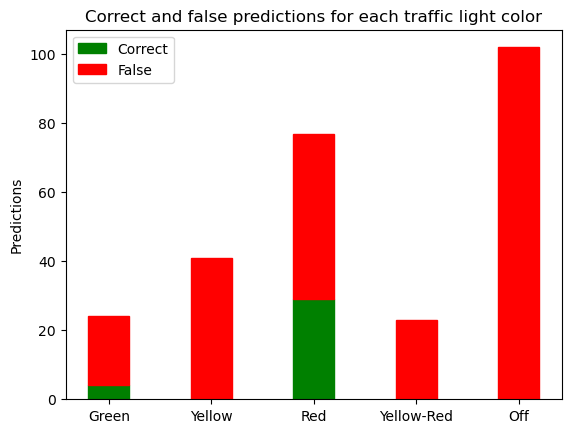 Correct and false predictions for each traffic light color
Correct
False
Predictions
100
80
60
40
20
0
Green
Yellow
Red
Yellow-Red
Off